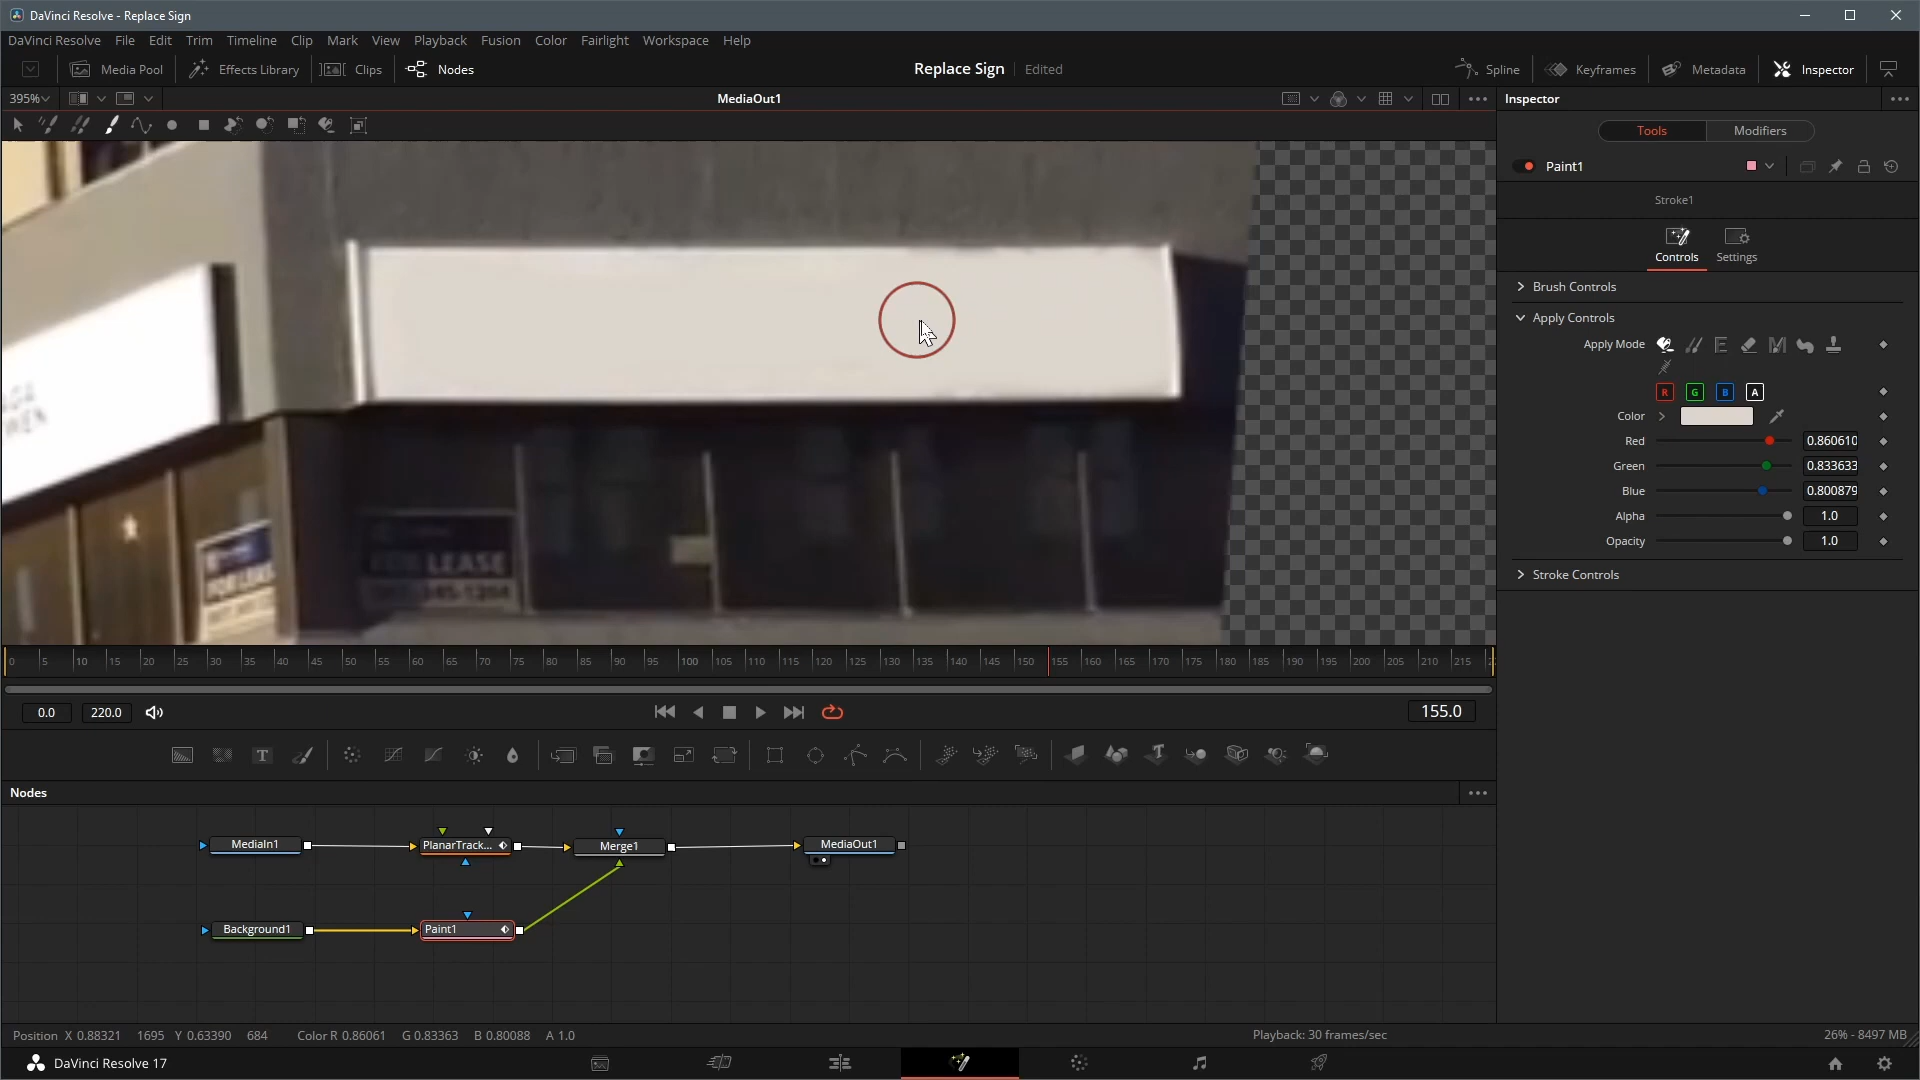 DaVinci Resolve - Replace Sign
DaVinci Resolve File Edit Trim Timeline Clip Mark View Playback Fusion Color Fairlight Workspace Help
Media Pool Effects Library Clips Nodes Replace Sign Edited Spline Keyframes Metadata Inspector
395% MediaOut1 Inspector
Tools Modifiers
Paint1
Stroke1
Controls Settings
Brush Controls
Apply Controls
Apply Mode
R G B A
Color
Red 0.860610
Green 0.833633
Blue 0.800879
Alpha 1.0
Opacity 1.0
Stroke Controls
FOR LEASE
FOR LEASE
0 5 10 15 20 25 30 35 40 45 50 55 60 65 70 75 80 85 90 95 100 105 110 115 120 125 130 135 140 145 150 155 160 165 170 175 180 185 190 195 200 205 210 215
0.0 220.0 155.0
Nodes
MediaIn1 PlanarTrack... Merge1 MediaOut1
Background1 Paint1
Position X 0.88321 1695 Y 0.63390 684 Color R 0.86061 G 0.83363 B 0.80088 A 1.0 Playback: 30 frames/sec 26% - 8497 MB
DaVinci Resolve 17